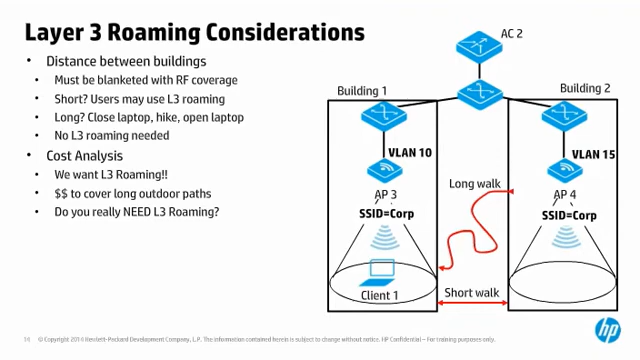 Layer 3 Roaming Considerations
• Distance between buildings
• Must be blanketed with RF coverage
• Short? Users may use L3 roaming
• Long? Close laptop, hike, open laptop
• No L3 roaming needed
• Cost Analysis
• We want L3 Roaming!!
• $$ to cover long outdoor paths
• Do you really NEED L3 Roaming?
AC 2
Building 1
Building 2
VLAN 10
VLAN 15
AP 3
Long walk
AP 4
SSID=Corp
SSID=Corp
Client 1
Short walk
14 © Copyright 2014 Hewlett-Packard Development Company, L.P. The information contained herein is subject to change without notice. HP Confidential – For training purposes only.
hp